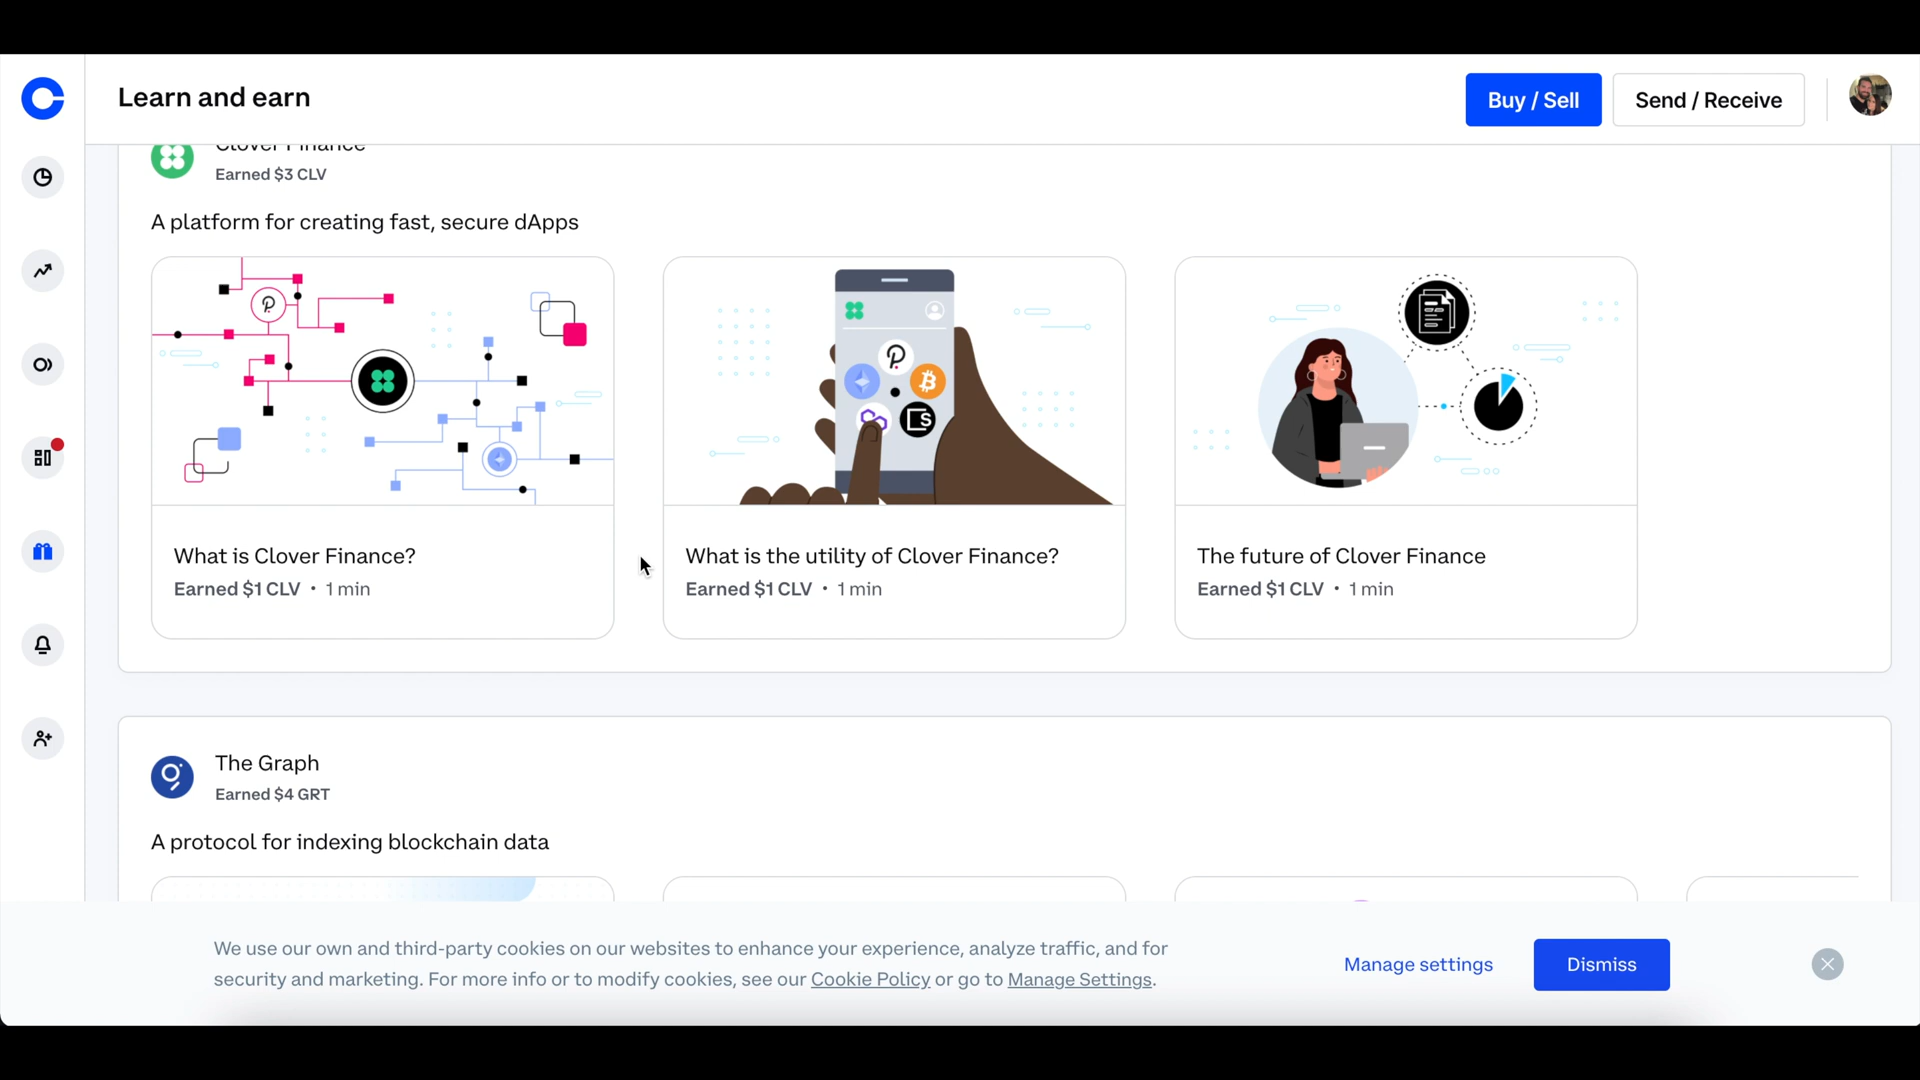 Learn and earn
Buy / Sell
Send / Receive
Clover Finance
Earned $3 CLV
A platform for creating fast, secure dApps
What is Clover Finance?
Earned $1 CLV • 1 min
What is the utility of Clover Finance?
Earned $1 CLV • 1 min
The future of Clover Finance
Earned $1 CLV • 1 min
The Graph
Earned $4 GRT
A protocol for indexing blockchain data
We use our own and third-party cookies on our websites to enhance your experience, analyze traffic, and for
security and marketing. For more info or to modify cookies, see our Cookie Policy or go to Manage Settings.
Manage settings
Dismiss